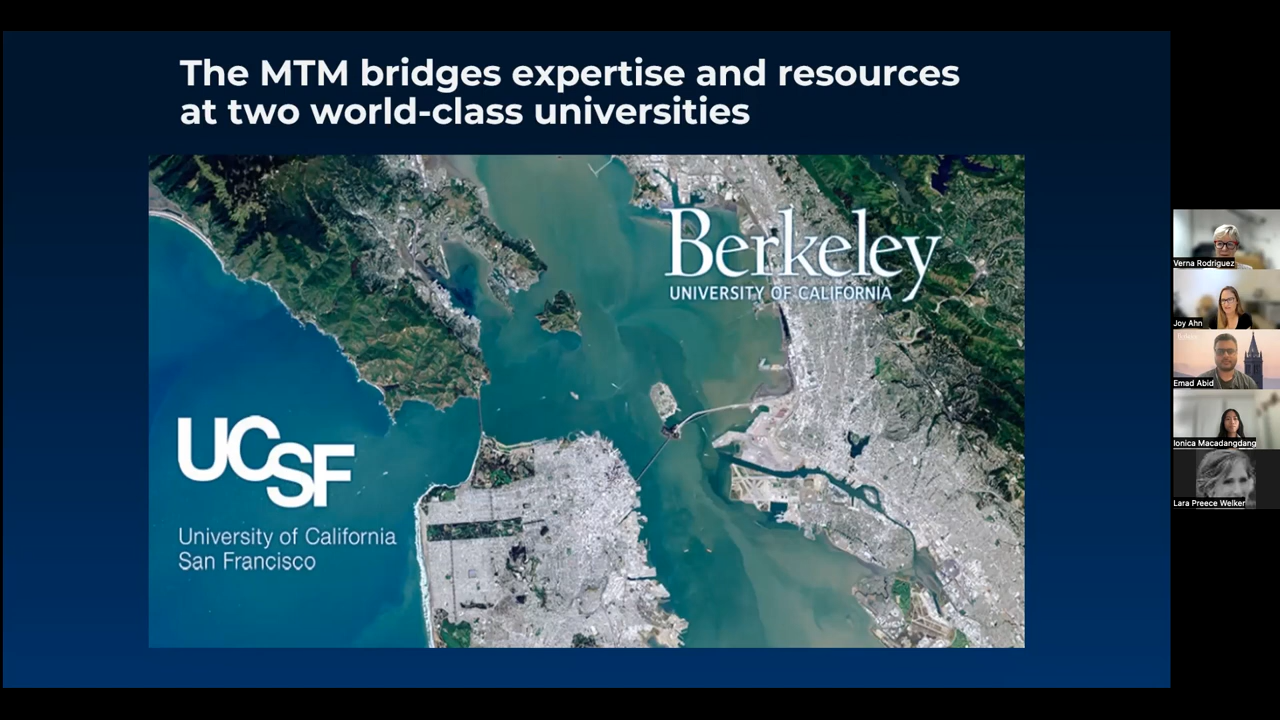 The MTM bridges expertise and resources
at two world-class universities
Berkeley
UNIVERSITY OF CALIFORNIA
UCSF
University of California
San Francisco
Verna Rodriguez
Joy Ahn
Emad Abid
Ionica Macadangdang
Lara Preece Welker